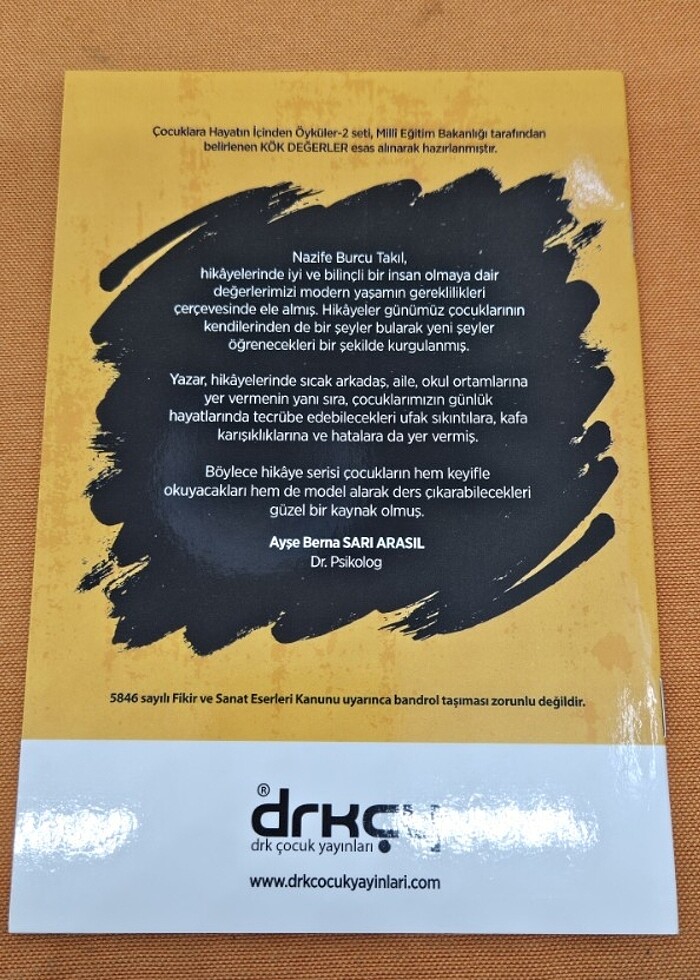 Çocuklara Hayatın İçinden Öyküler-2 seti, Millî Eğitim Bakanlığı tarafından
belirlenen KÖK DEĞERLER esas alınarak hazırlanmıştır.
Nazife Burcu Takıl,
hikâyelerinde iyi ve bilinçli bir insan olmaya dair
değerlerimizi modern yaşamın gereklilikleri
çerçevesinde ele almış. Hikâyeler günümüz çocuklarının
kendilerinden de bir şeyler bularak yeni şeyler
öğrenecekleri bir şekilde kurgulanmış.
Yazar, hikâyelerinde sıcak arkadaş, aile, okul ortamlarına
yer vermenin yanı sıra, çocuklarımızın günlük
hayatlarında tecrübe edebilecekleri ufak sıkıntılara, kafa
karışıklıklarına ve hatalara da yer vermiş.
Böylece hikâye serisi çocukların hem keyifle
okuyacakları hem de model alarak ders çıkarabilecekleri
güzel bir kaynak olmuş.
Ayşe Berna SARI ARASIL
Dr. Psikolog
5846 sayılı Fikir ve Sanat Eserleri Kanunu uyarınca bandrol taşıması zorunlu değildir.
®
drkçy
drk çocuk yayınları
www.drkcocukyayinlari.com